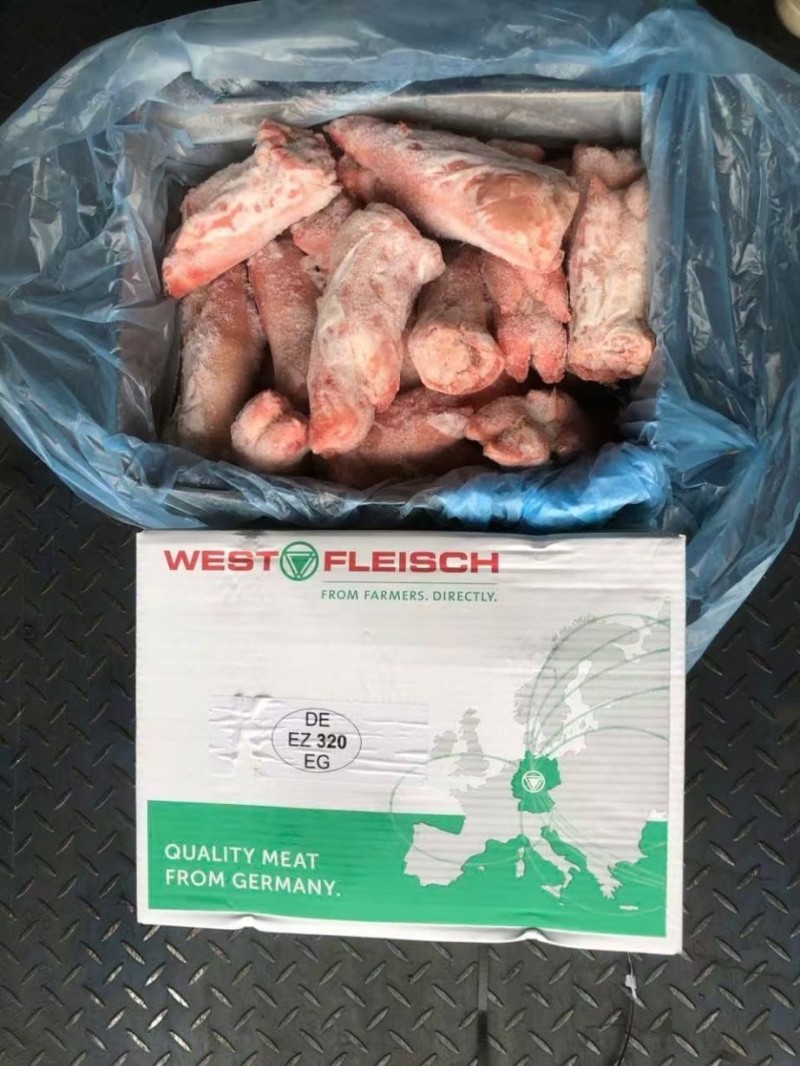 WEST FLEISCH
FROM FARMERS. DIRECTLY.
DE
EZ 320
EG
QUALITY MEAT
FROM GERMANY.